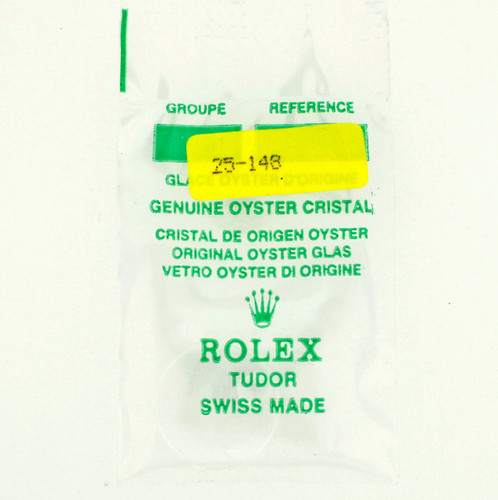 GROUPE REFERENCE
25-148
GLACE OYSTER D'ORIGINE
GENUINE OYSTER CRISTAL
CRISTAL DE ORIGEN OYSTER
ORIGINAL OYSTER GLAS
VETRO OYSTER DI ORIGINE
ROLEX
TUDOR
SWISS MADE